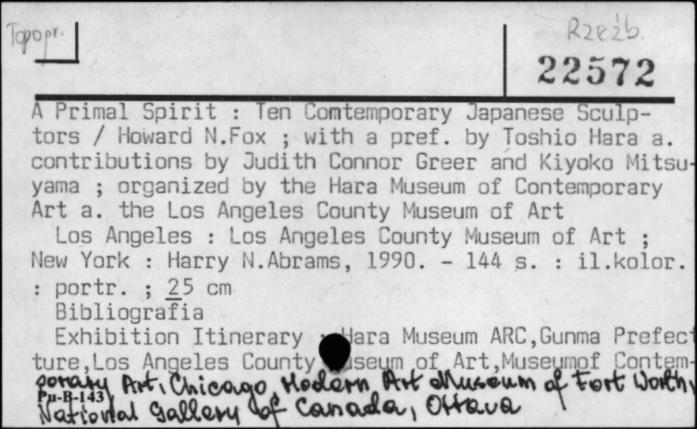 Topopr.
Rzeźb.
22572
A Primal Spirit : Ten Comtemporary Japanese Sculp-
tors / Howard N.Fox ; with a pref. by Toshio Hara a.
contributions by Judith Connor Greer and Kiyoko Mitsu-
yama ; organized by the Hara Museum of Contemporary
Art a. the Los Angeles County Museum of Art
Los Angeles : Los Angeles County Museum of Art ;
New York : Harry N.Abrams, 1990. - 144 s. : il.kolor.
: portr. ; 25 cm
Bibliografia
Exhibition Itinerary : Hara Museum ARC,Gunma Prefec
ture,Los Angeles County Museum of Art,Museumof Contem-
porary Art, Chicago Modern Art Museum of Fort Worth,
Pu-B-143
National Gallery of Canada, Ottawa